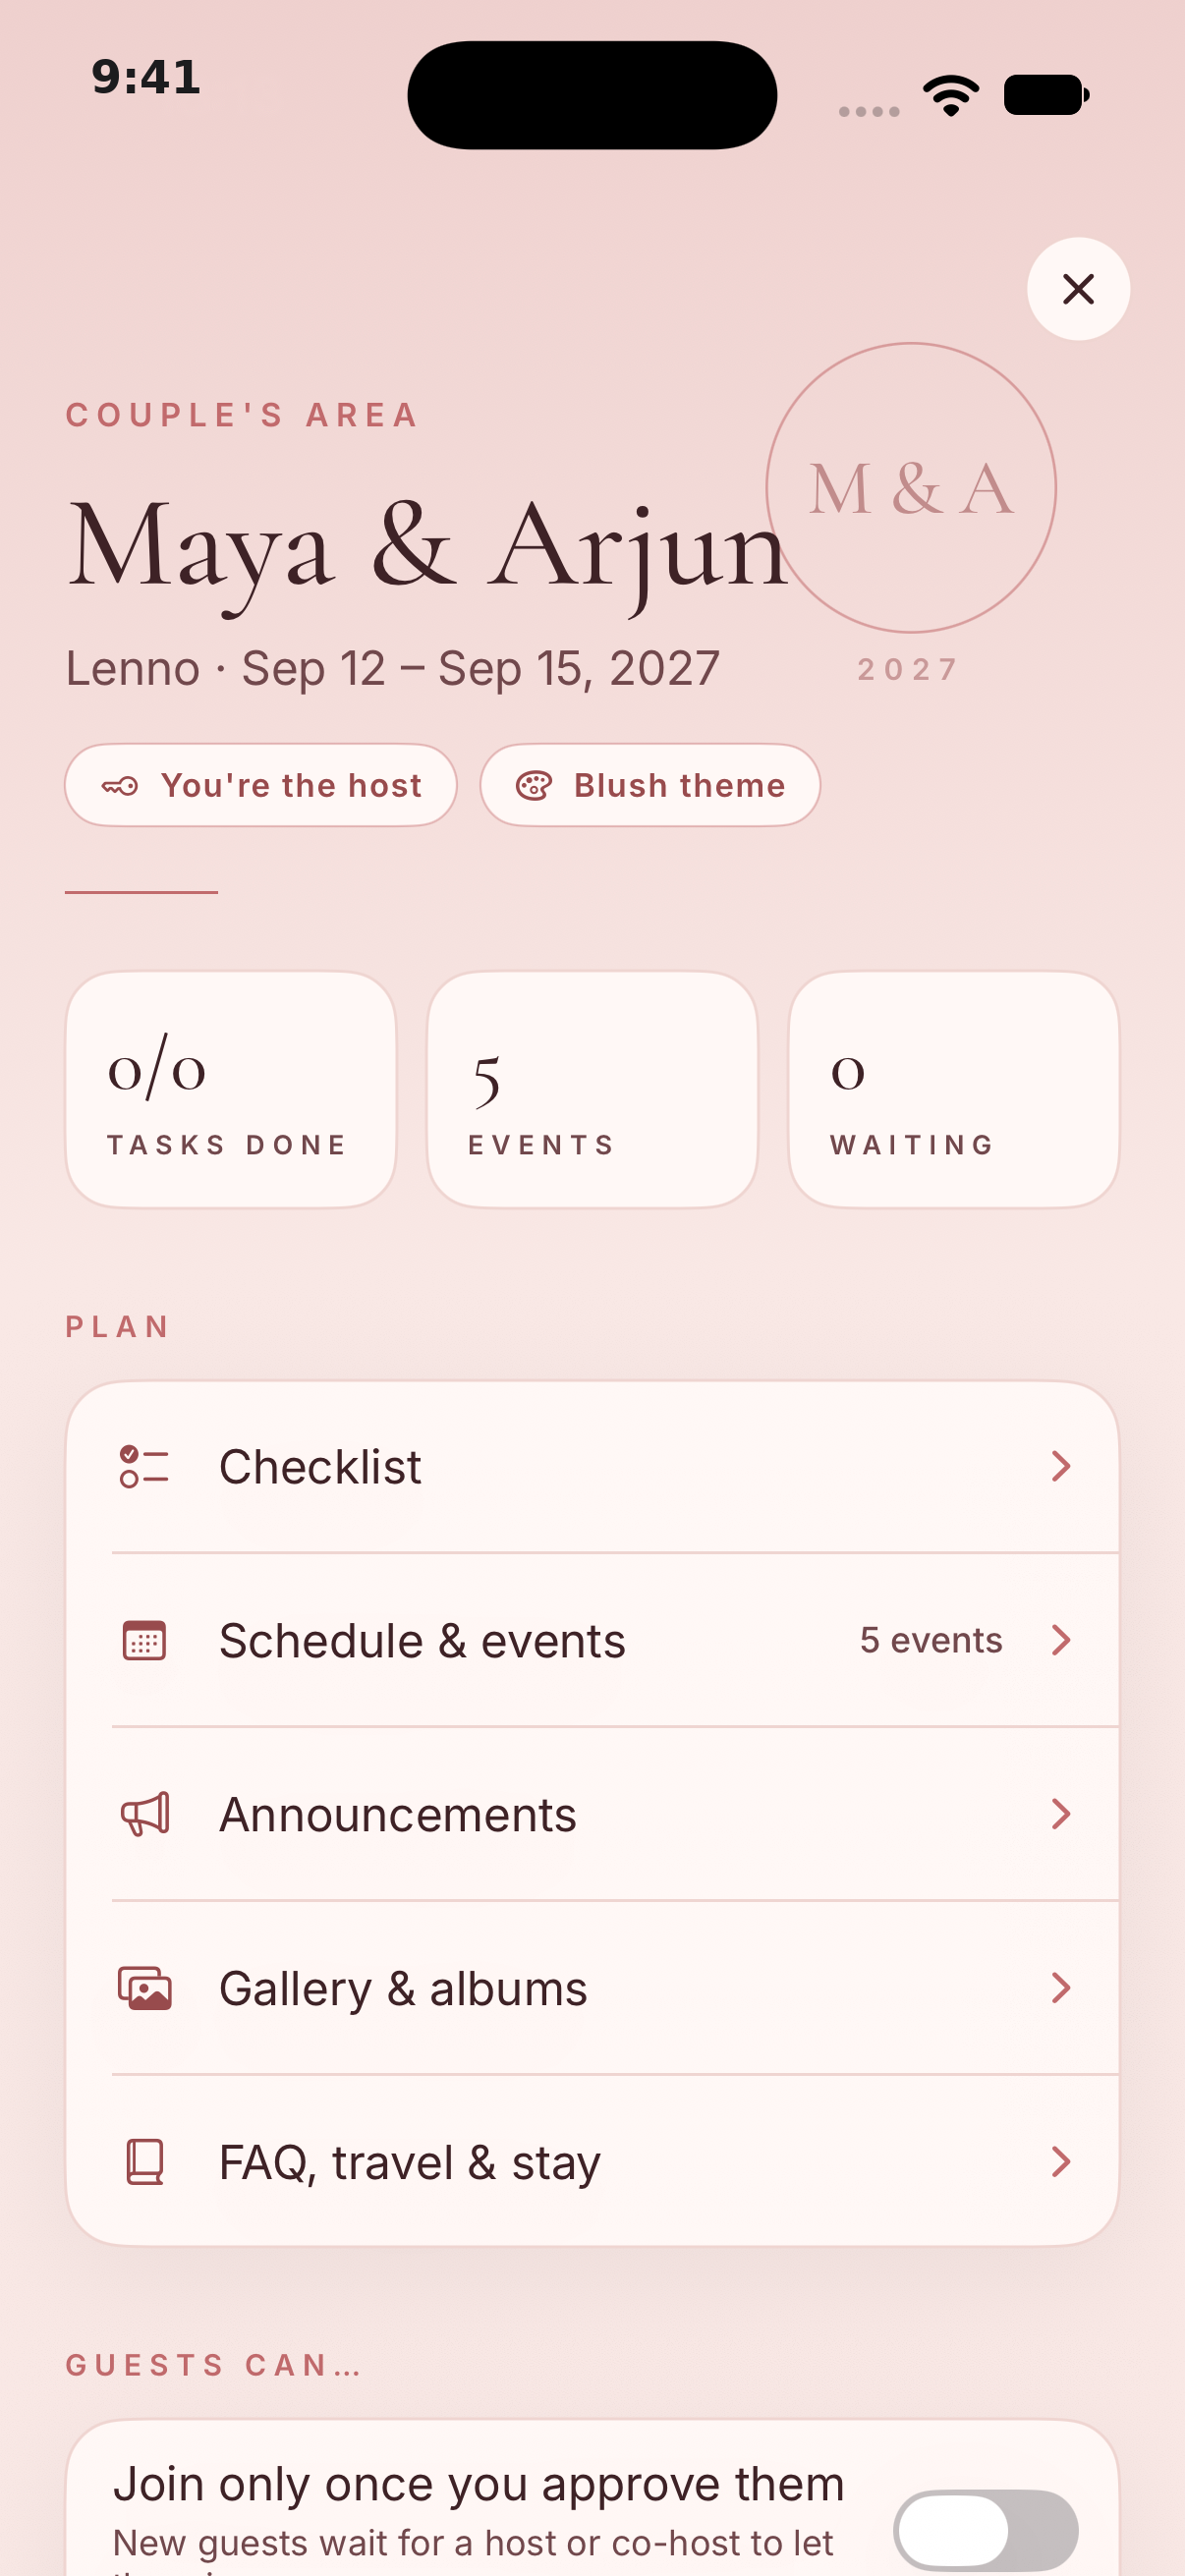 9:41
COUPLE'S AREA
M & A
Maya & Arjun
Lenno · Sep 12 – Sep 15, 2027
2027
You're the host
Blush theme
0/0
TASKS DONE
5
EVENTS
0
WAITING
PLAN
Checklist
Schedule & events
5 events
Announcements
Gallery & albums
FAQ, travel & stay
GUESTS CAN…
Join only once you approve them
New guests wait for a host or co-host to let